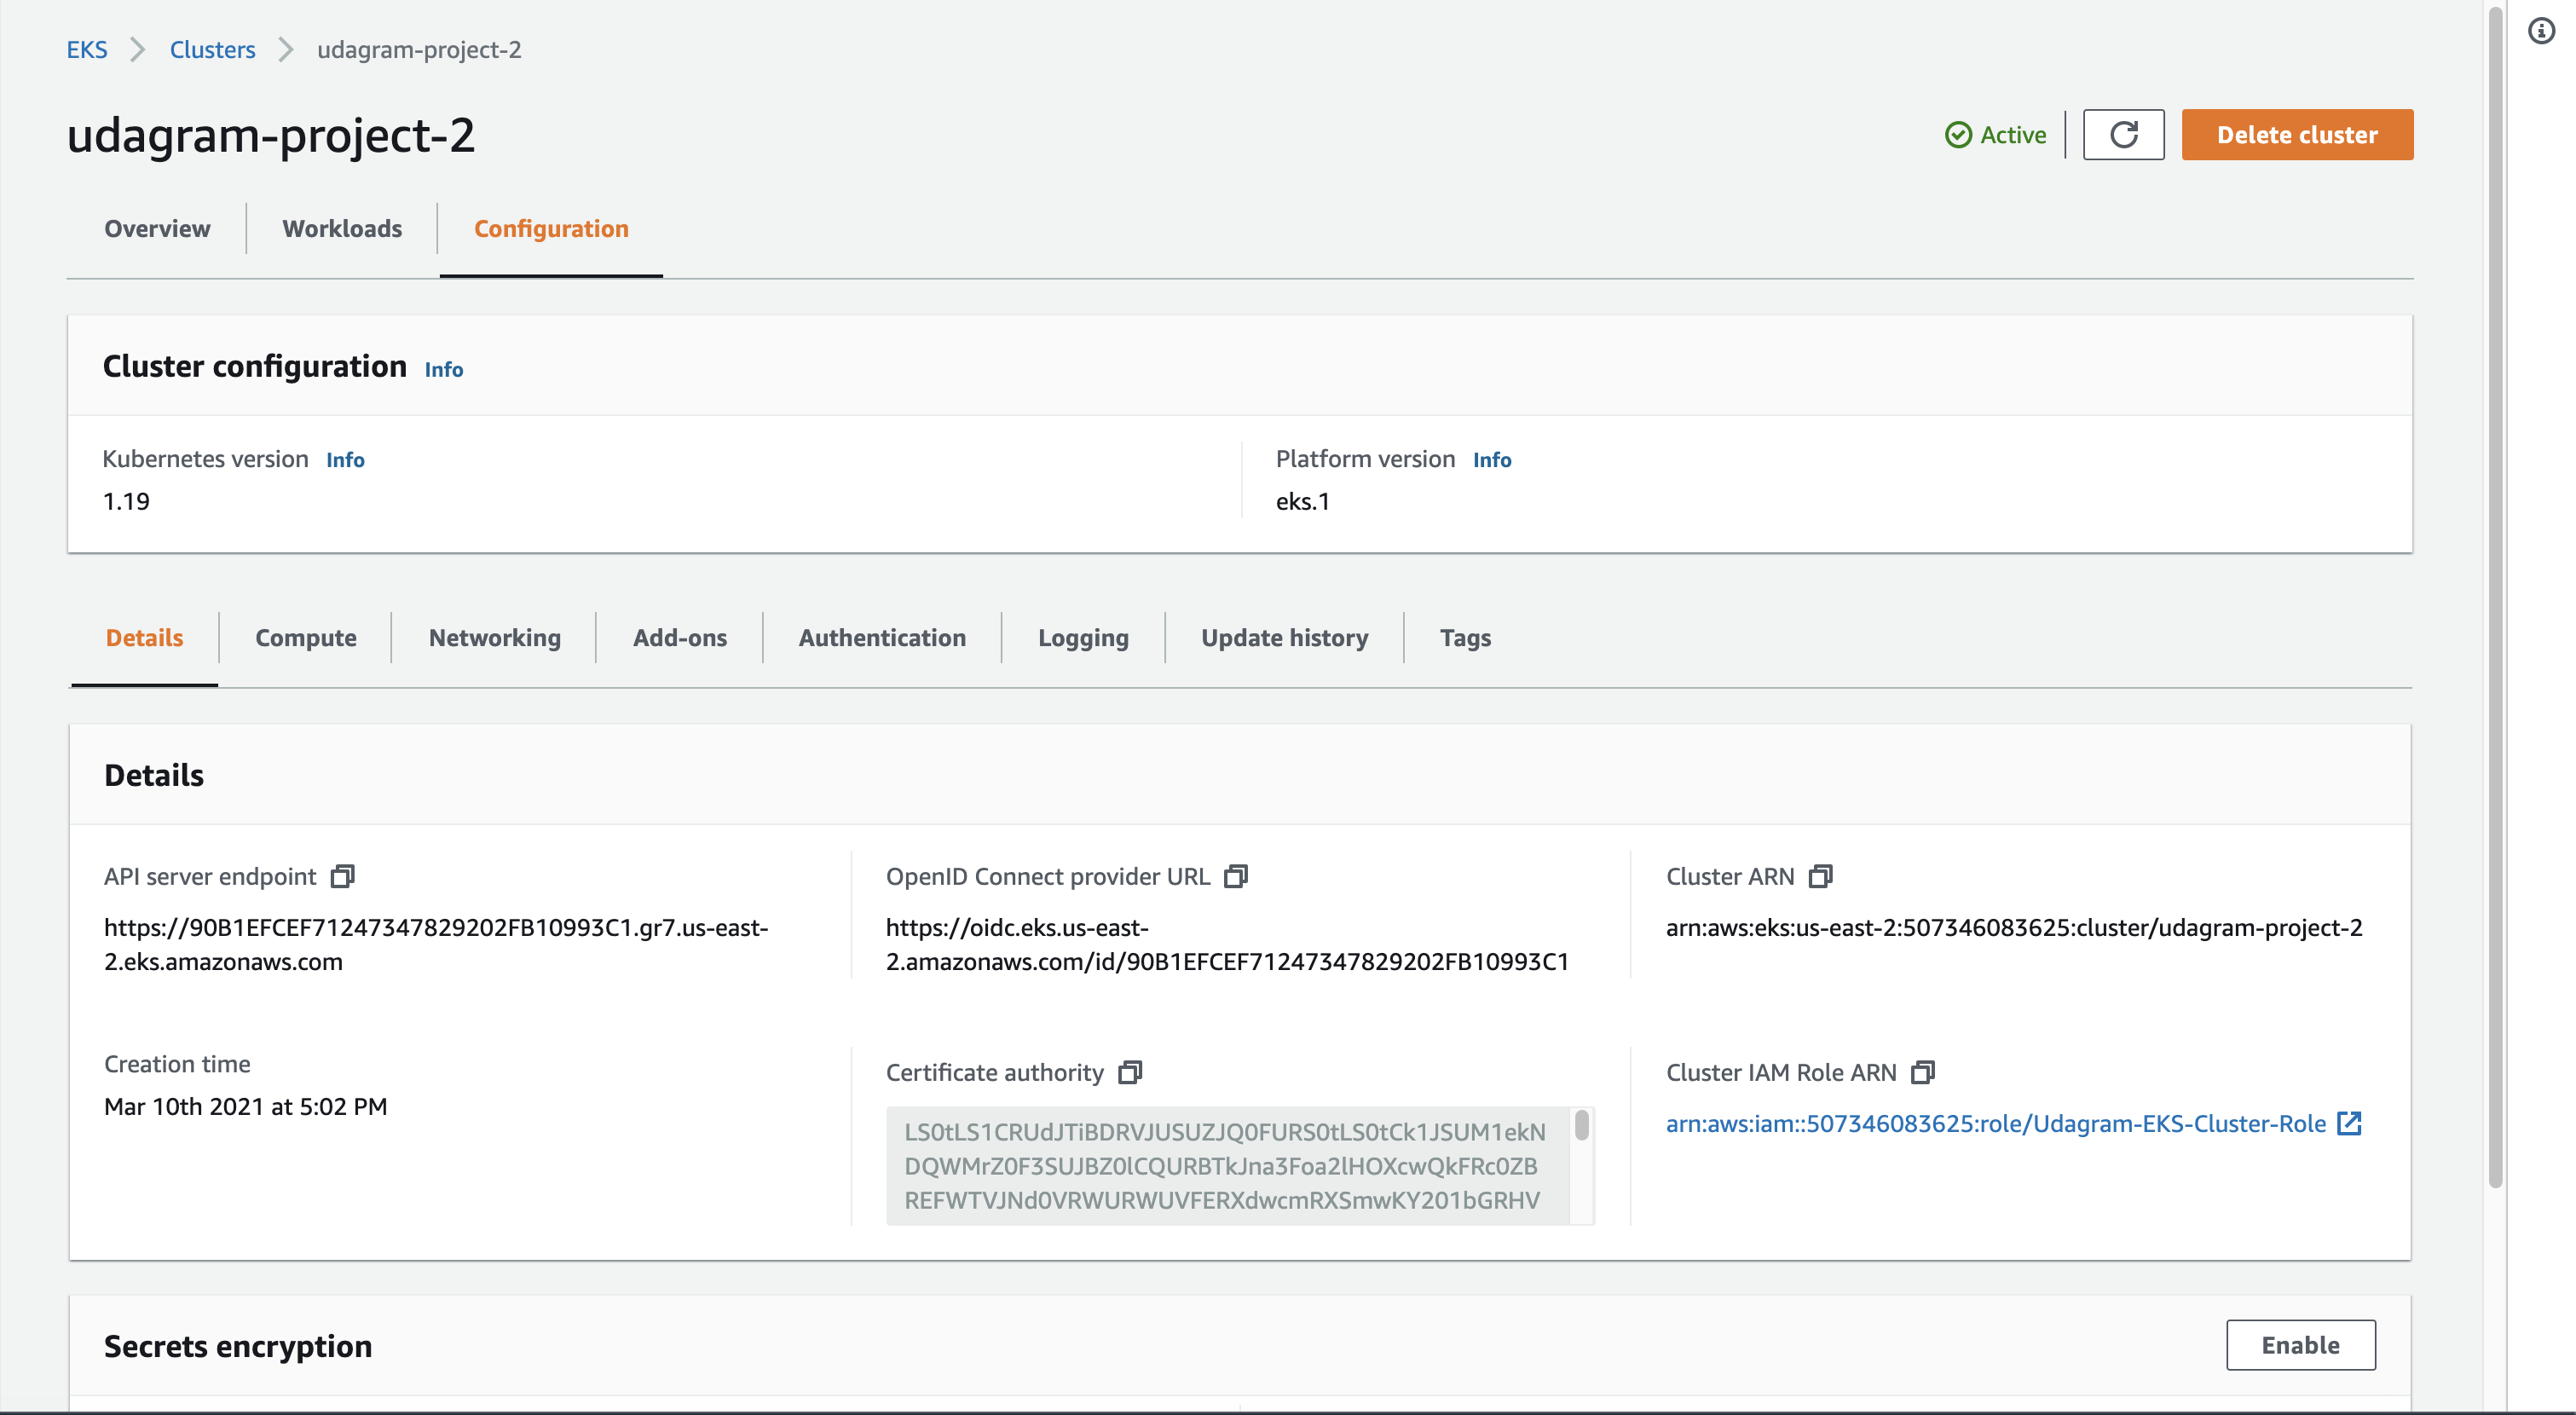 EKS > Clusters > udagram-project-2
udagram-project-2
Active
Delete cluster
Overview
Workloads
Configuration
Cluster configuration Info
Kubernetes version Info
1.19
Platform version Info
eks.1
Details
Compute
Networking
Add-ons
Authentication
Logging
Update history
Tags
Details
API server endpoint
https://90B1EFCEF71247347829202FB10993C1.gr7.us-east-
2.eks.amazonaws.com
OpenID Connect provider URL
https://oidc.eks.us-east-
2.amazonaws.com/id/90B1EFCEF71247347829202FB10993C1
Cluster ARN
arn:aws:eks:us-east-2:507346083625:cluster/udagram-project-2
Creation time
Mar 10th 2021 at 5:02 PM
Certificate authority
LS0tLS1CRUdJTiBDRVJUSUZJQ0FURS0tLS0tCk1JSUM1ekN
DQWMrZ0F3SUJBZ0lCQURBTkJna3Foa2lHOXcwQkFRc0ZB
REFWTVJNd0VRWURWUVFERXdwcmRXSmwKY201bGRHV
Cluster IAM Role ARN
arn:aws:iam::507346083625:role/Udagram-EKS-Cluster-Role
Secrets encryption
Enable